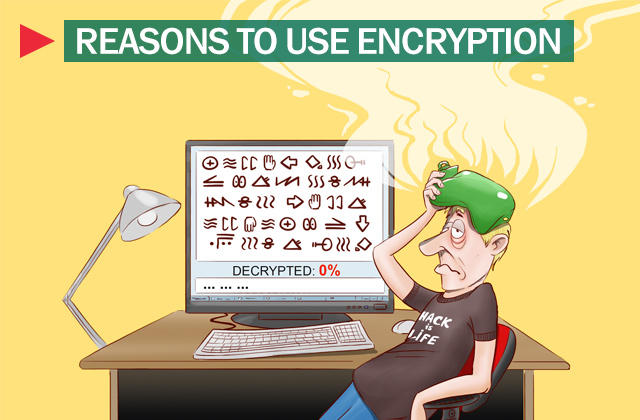 REASONS TO USE ENCRYPTION
DECRYPTED: 0%
... ... ...
HACK
is
LiFE